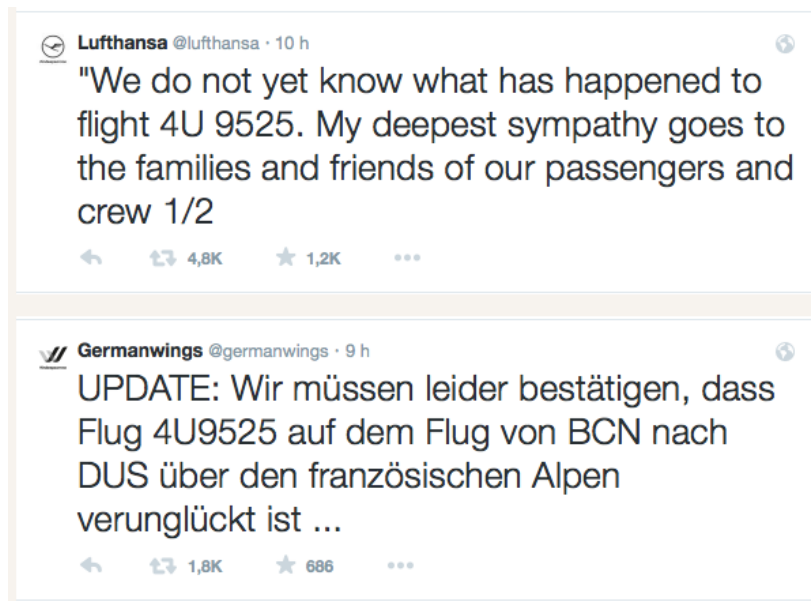 Lufthansa @lufthansa · 10 h
"We do not yet know what has happened to
flight 4U 9525. My deepest sympathy goes to
the families and friends of our passengers and
crew 1/2
4,8K 1,2K
Germanwings @germanwings · 9 h
UPDATE: Wir müssen leider bestätigen, dass
Flug 4U9525 auf dem Flug von BCN nach
DUS über den französischen Alpen
verunglückt ist ...
1,8K 686